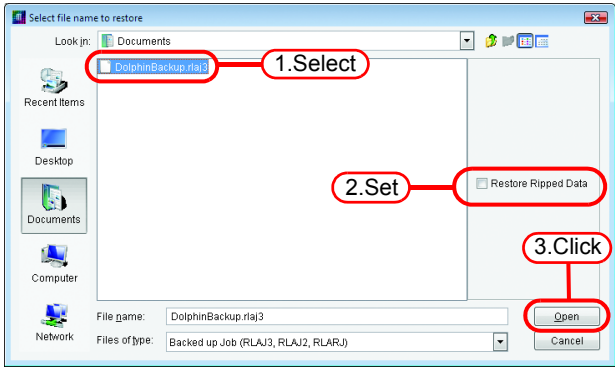 Select file name to restore
Look in: Documents
DolphinBackup.rlaj3
1.Select
Recent Items
Desktop
2.Set
Restore Ripped Data
Documents
3.Click
Computer
File name: DolphinBackup.rlaj3 Open
Network
Files of type: Backed up Job (RLAJ3, RLAJ2, RLARJ) Cancel